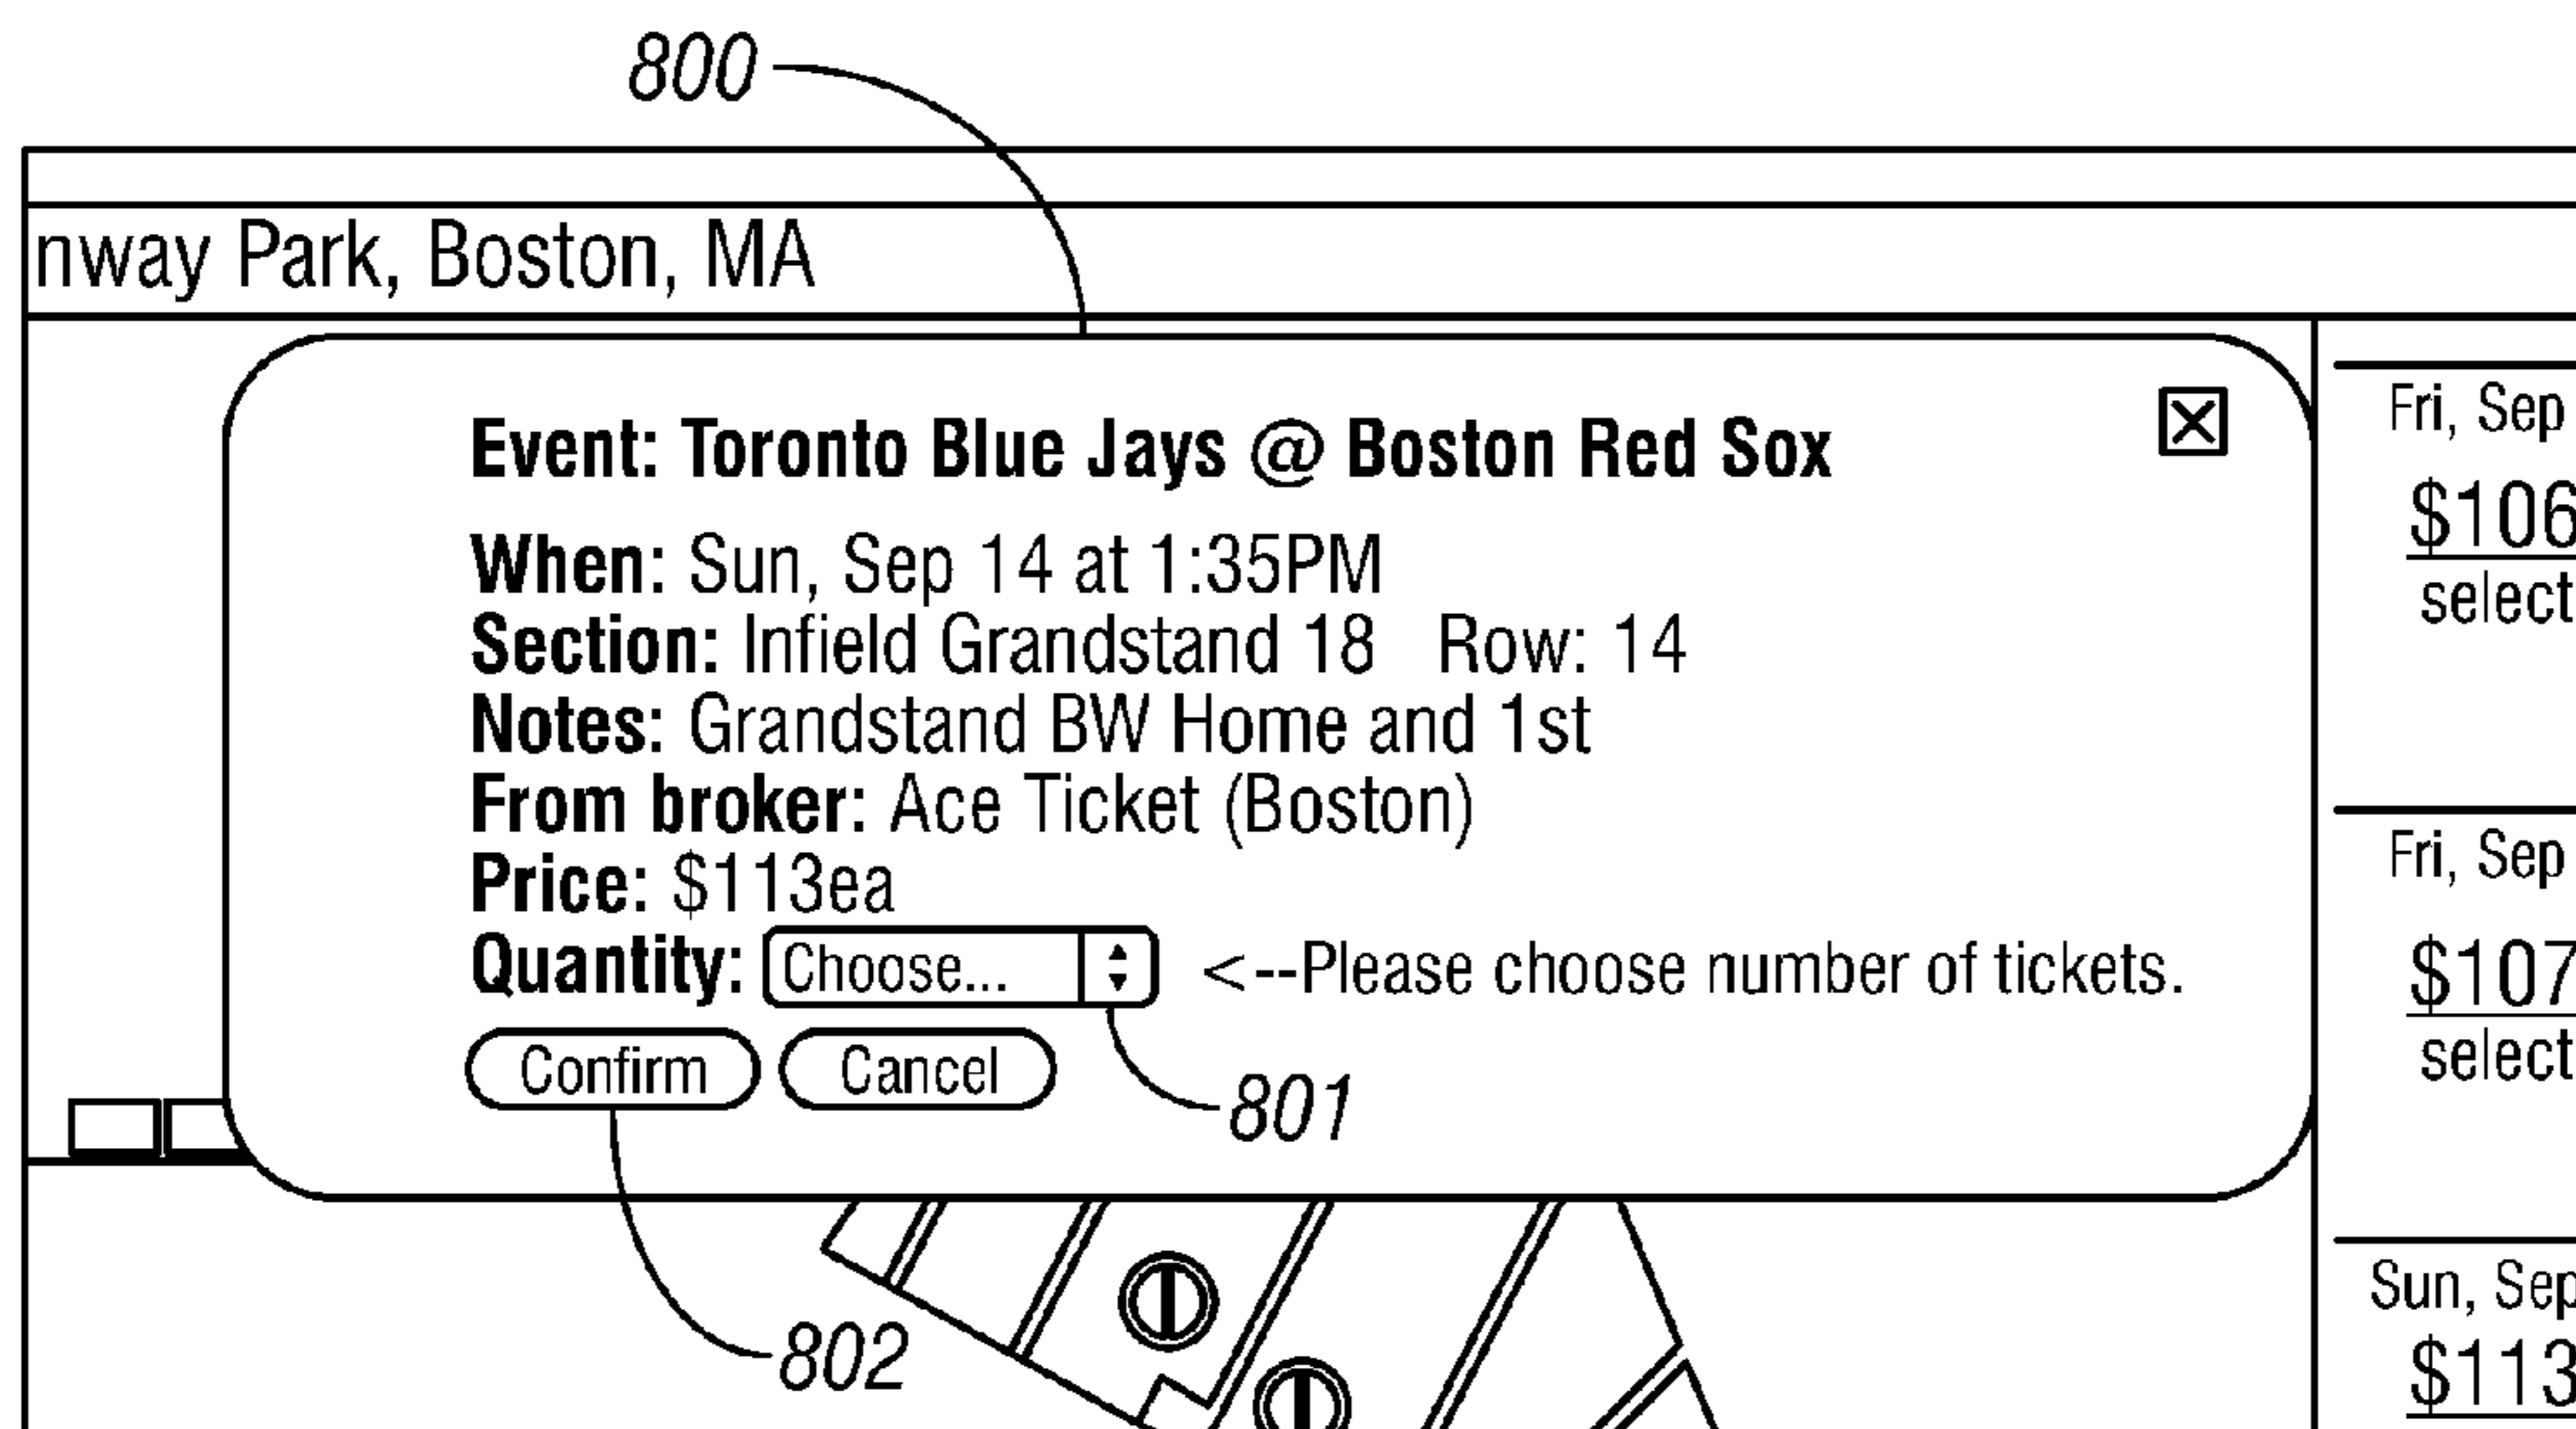 800
nway Park, Boston, MA
Event: Toronto Blue Jays @ Boston Red Sox
When: Sun, Sep 14 at 1:35PM
Section: Infield Grandstand 18 Row: 14
Notes: Grandstand BW Home and 1st
From broker: Ace Ticket (Boston)
Price: $113ea
Quantity: Choose... <--Please choose number of tickets.
Confirm Cancel
801
802
Fri, Sep
$106
select
Fri, Sep
$107
select
Sun, Sep
$113